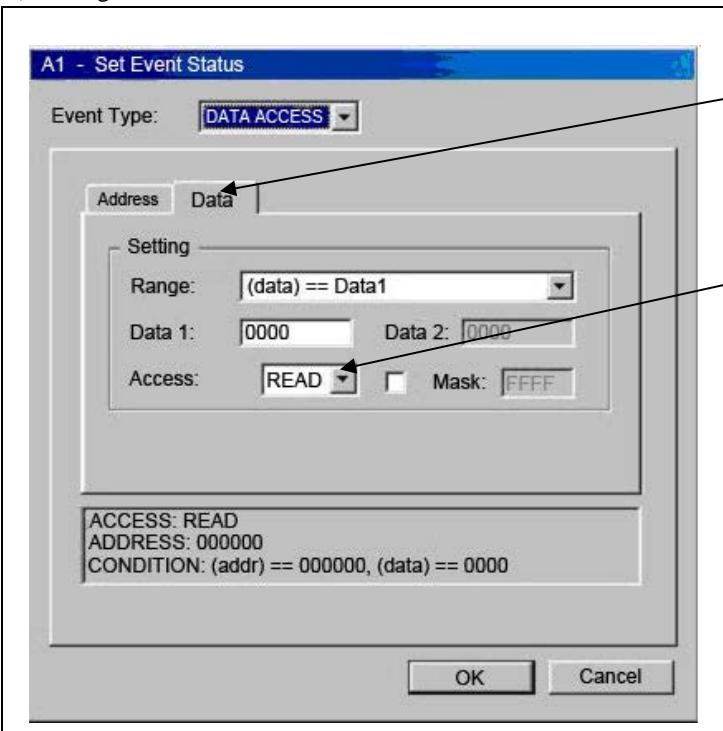 A1 - Set Event Status
Event Type: DATA ACCESS
Address Data
Setting
Range: (data) == Data1
Data 1: 0000 Data 2: 0000
Access: READ Mask: FFFF
ACCESS: READ
ADDRESS: 000000
CONDITION: (addr) == 000000, (data) == 0000
OK Cancel